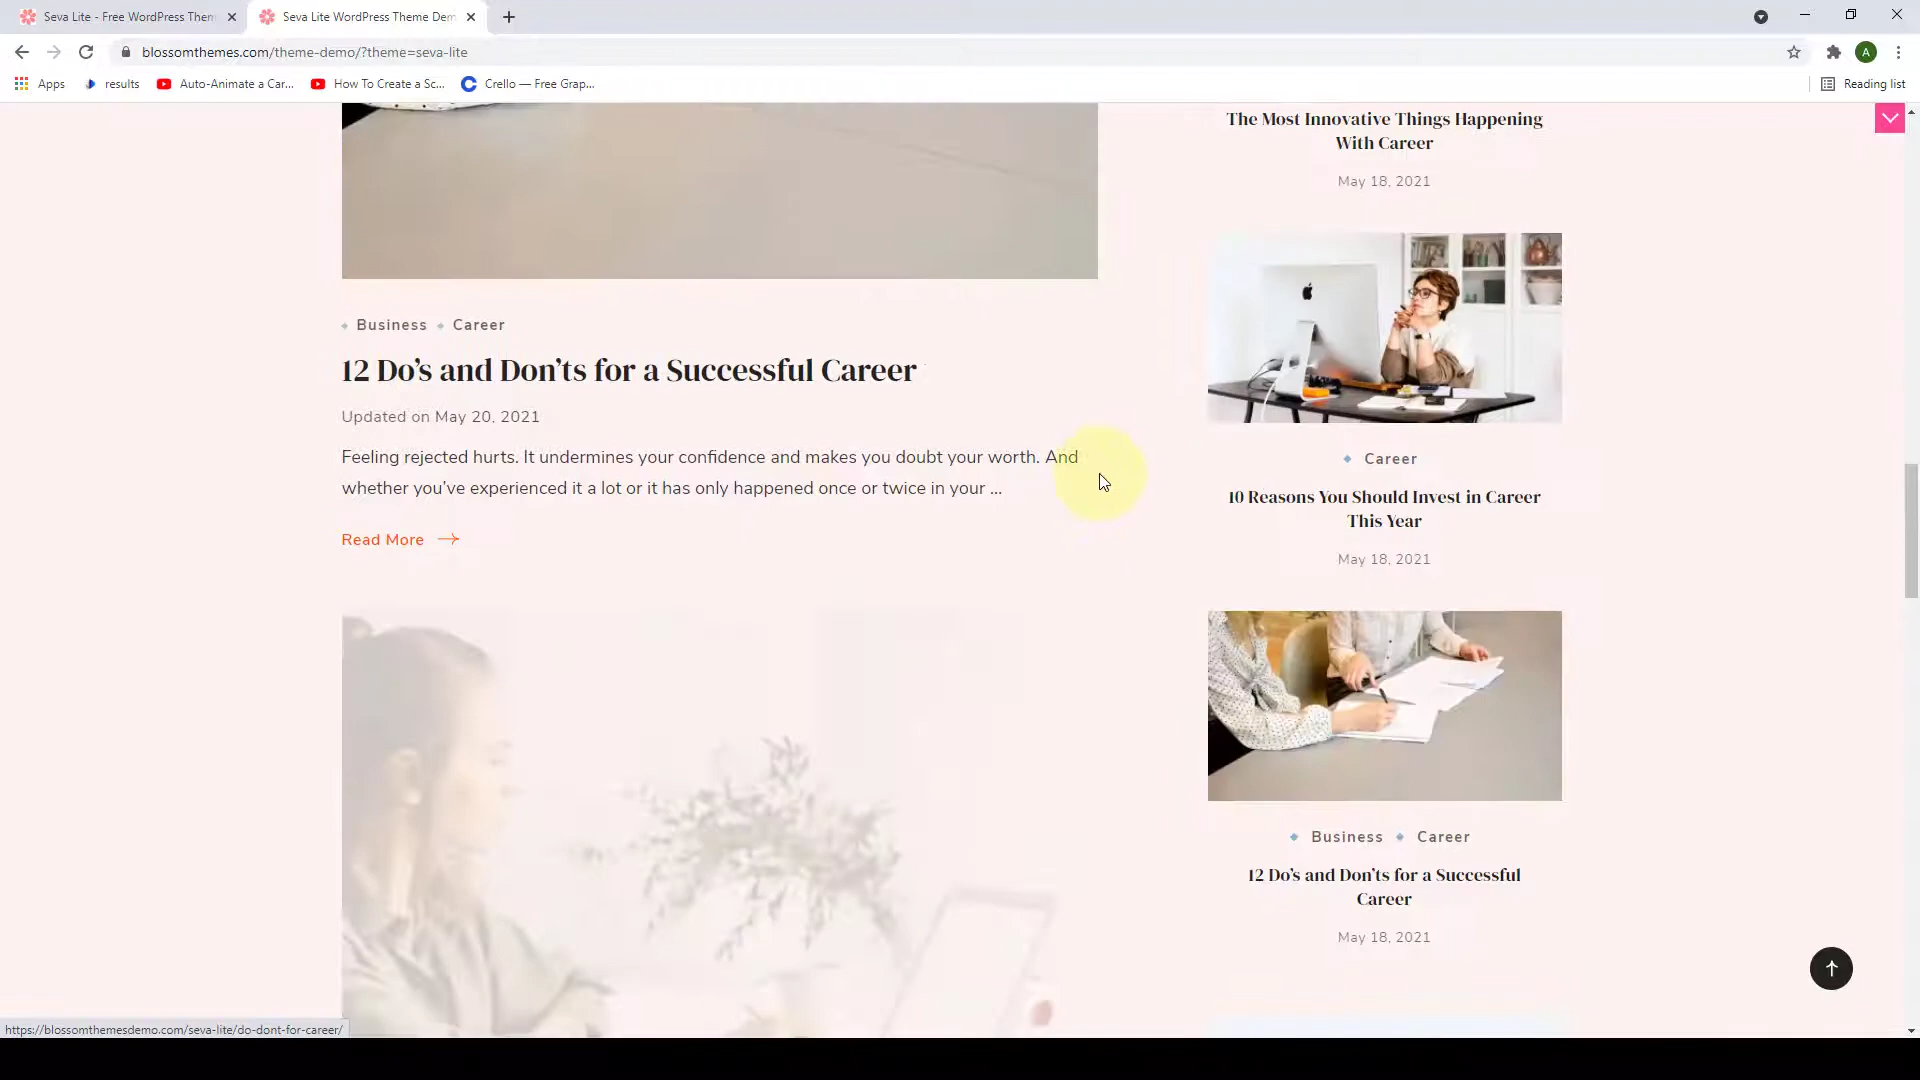 Seva Lite - Free WordPress Them
Seva Lite WordPress Theme Dem
blossomthemes.com/theme-demo/?theme=seva-lite
A
Apps
results
Auto-Animate a Car...
How To Create a Sc...
Crello — Free Grap...
Reading list
Business Career
12 Do’s and Don’ts for a Successful Career
Updated on May 20, 2021
Feeling rejected hurts. It undermines your confidence and makes you doubt your worth. And
whether you’ve experienced it a lot or it has only happened once or twice in your ...
Read More
The Most Innovative Things Happening
With Career
May 18, 2021
Career
10 Reasons You Should Invest in Career
This Year
May 18, 2021
Business Career
12 Do’s and Don’ts for a Successful
Career
May 18, 2021
https://blossomthemesdemo.com/seva-lite/do-dont-for-career/